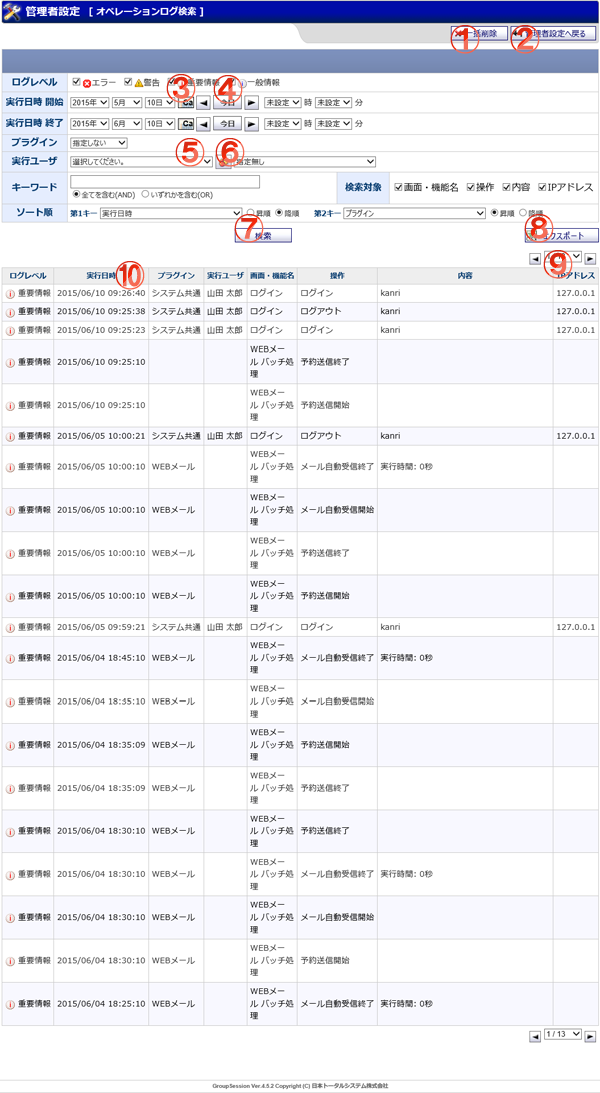 管理者設定 [ オペレーションログ検索 ]
① 一括削除 ② 管理者設定へ戻る
ログレベル エラー 警告 重要情報 一般情報
実行日時 開始 2015年 5月 10日 ③ Ca ◀ ④ 今日 ▶ 未設定 時 未設定 分
実行日時 終了 2015年 6月 10日 Ca ◀ 今日 ▶ 未設定 時 未設定 分
プラグイン 指定しない
実行ユーザ 選択してください。 ⑤ ⑥ 指定無し
キーワード 全てを含む(AND) いずれかを含む(OR) 検索対象 画面・機能名 操作 内容 IPアドレス
ソート順 第1キー 実行日時 昇順 降順 第2キー プラグイン 昇順 降順
⑦ 検索 ⑧ エクスポート
◀ ⑨ ▶
ログレベル 実行日時 ⑩ プラグイン 実行ユーザ 画面・機能名 操作 内容 IPアドレス
重要情報 2015/06/10 09:26:40 システム共通 山田 太郎 ログイン ログイン kanri 127.0.0.1
重要情報 2015/06/10 09:25:38 システム共通 山田 太郎 ログイン ログアウト kanri 127.0.0.1
重要情報 2015/06/10 09:25:23 システム共通 山田 太郎 ログイン ログイン kanri 127.0.0.1
重要情報 2015/06/10 09:25:10 WEBメール バッチ処理 予約送信終了
重要情報 2015/06/10 09:25:10 WEBメール バッチ処理 予約送信開始
重要情報 2015/06/05 10:00:21 システム共通 山田 太郎 ログイン ログアウト kanri 127.0.0.1
重要情報 2015/06/05 10:00:10 WEBメール WEBメール バッチ処理 メール自動受信終了 実行時間: 0秒
重要情報 2015/06/05 10:00:10 WEBメール WEBメール バッチ処理 メール自動受信開始
重要情報 2015/06/05 10:00:10 WEBメール WEBメール バッチ処理 予約送信終了
重要情報 2015/06/05 10:00:10 WEBメール WEBメール バッチ処理 予約送信開始
重要情報 2015/06/05 09:59:21 システム共通 山田 太郎 ログイン ログイン kanri 127.0.0.1
重要情報 2015/06/04 18:45:10 WEBメール WEBメール バッチ処理 メール自動受信終了 実行時間: 0秒
重要情報 2015/06/04 18:35:10 WEBメール WEBメール バッチ処理 メール自動受信開始
重要情報 2015/06/04 18:35:09 WEBメール WEBメール バッチ処理 予約送信開始
重要情報 2015/06/04 18:35:09 WEBメール WEBメール バッチ処理 予約送信終了
重要情報 2015/06/04 18:30:10 WEBメール WEBメール バッチ処理 予約送信終了
重要情報 2015/06/04 18:30:10 WEBメール WEBメール バッチ処理 メール自動受信終了 実行時間: 0秒
重要情報 2015/06/04 18:30:10 WEBメール WEBメール バッチ処理 メール自動受信開始
重要情報 2015/06/04 18:30:10 WEBメール WEBメール バッチ処理 予約送信開始
重要情報 2015/06/04 18:25:10 WEBメール WEBメール バッチ処理 メール自動受信終了 実行時間: 0秒
◀ 1 / 13 ▶
GroupSession Ver.4.5.2 Copyright (C) 日本トータルシステム株式会社